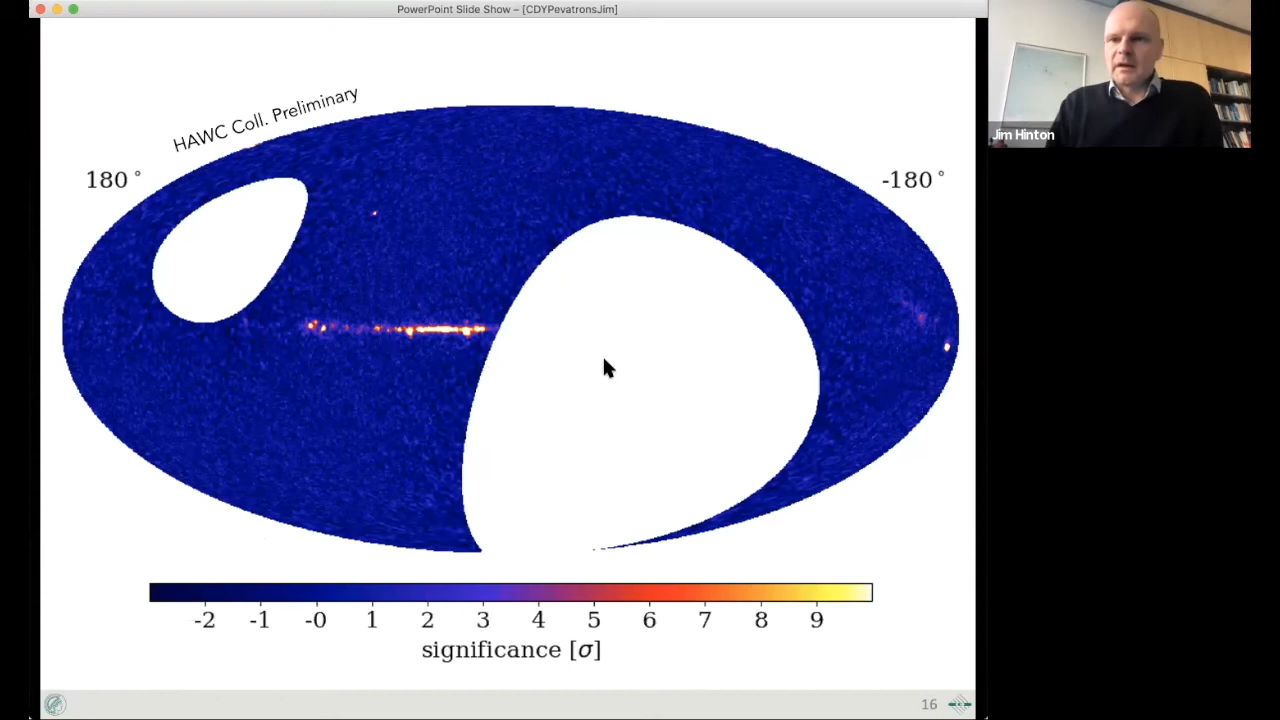 PowerPoint Slide Show – [CDYPevatronsJim]
HAWC Coll. Preliminary
180°
-180°
-2 -1 -0 1 2 3 4 5 6 7 8 9
significance [σ]
16
Jim Hinton